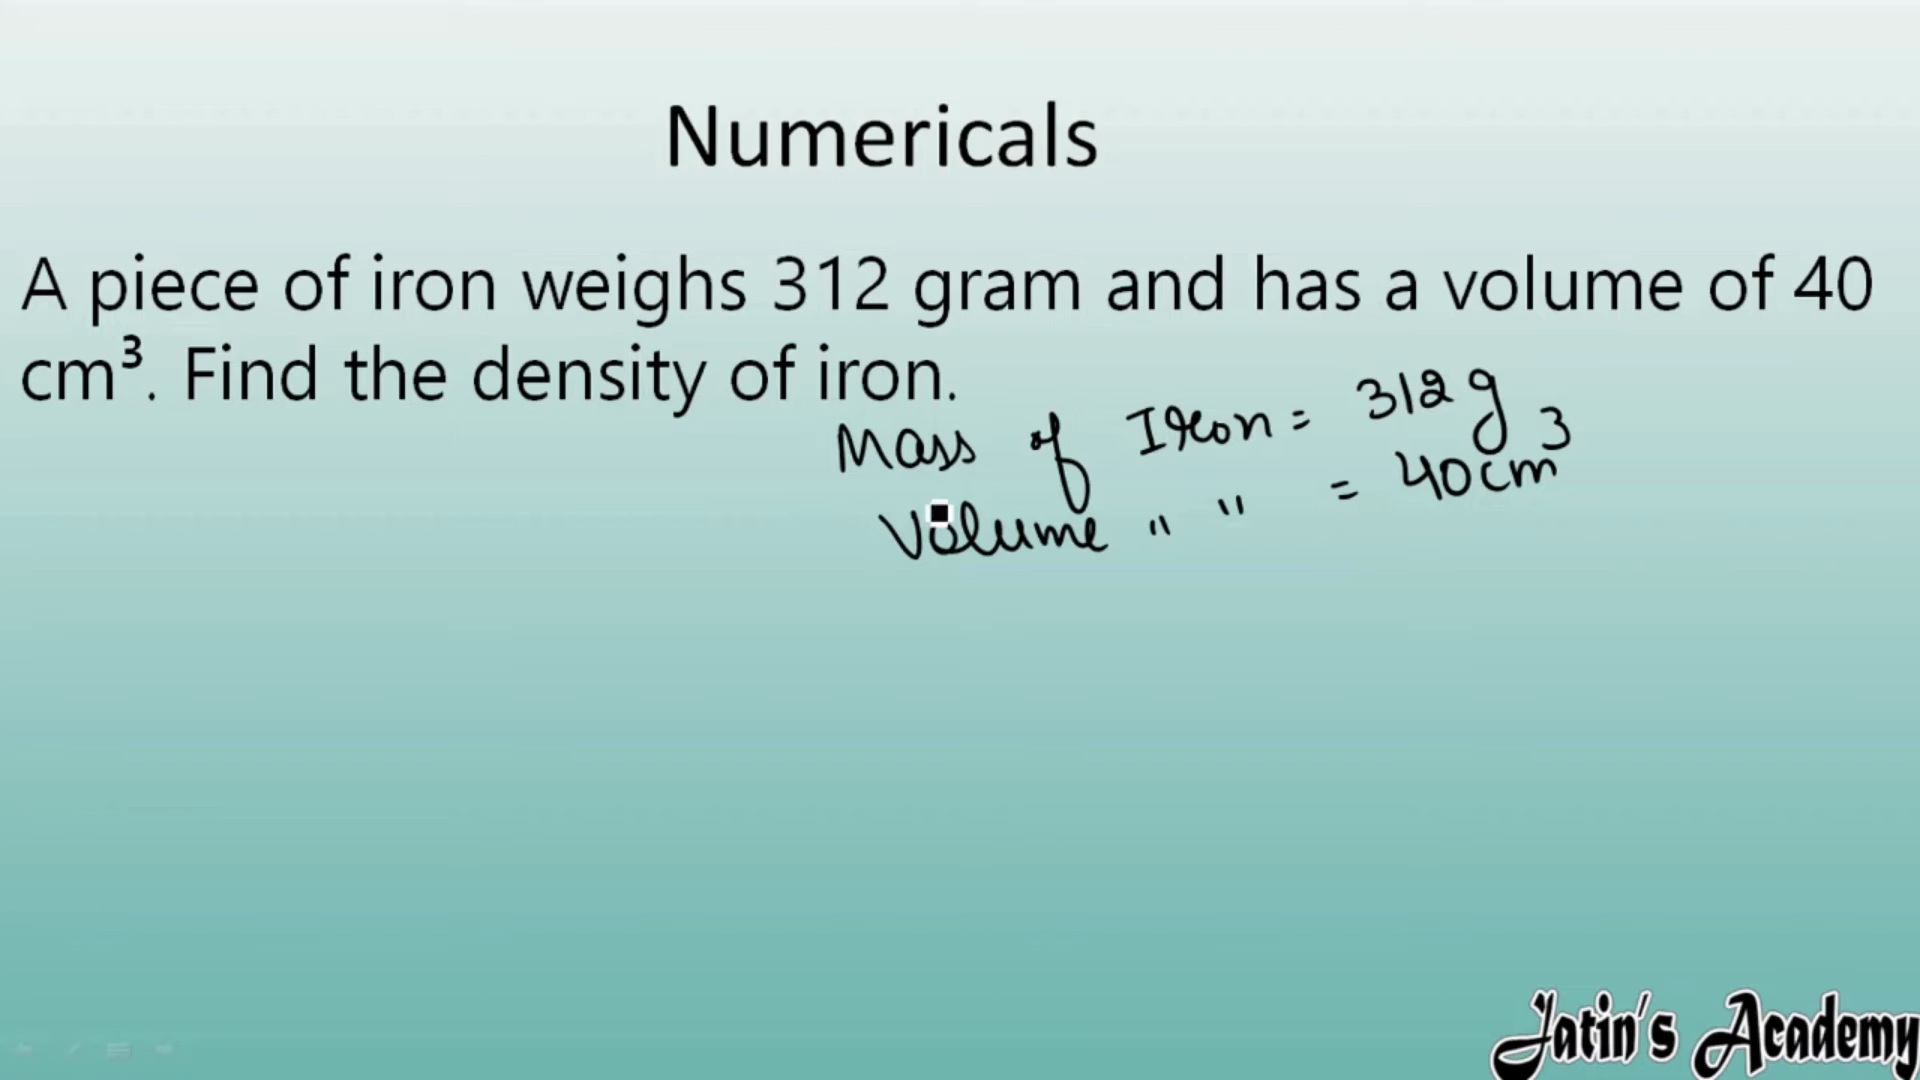 Numericals
A piece of iron weighs 312 gram and has a volume of 40
cm³. Find the density of iron.
Mass of Iron = 312g
Volume " " = 40cm³
Jatin's Academy